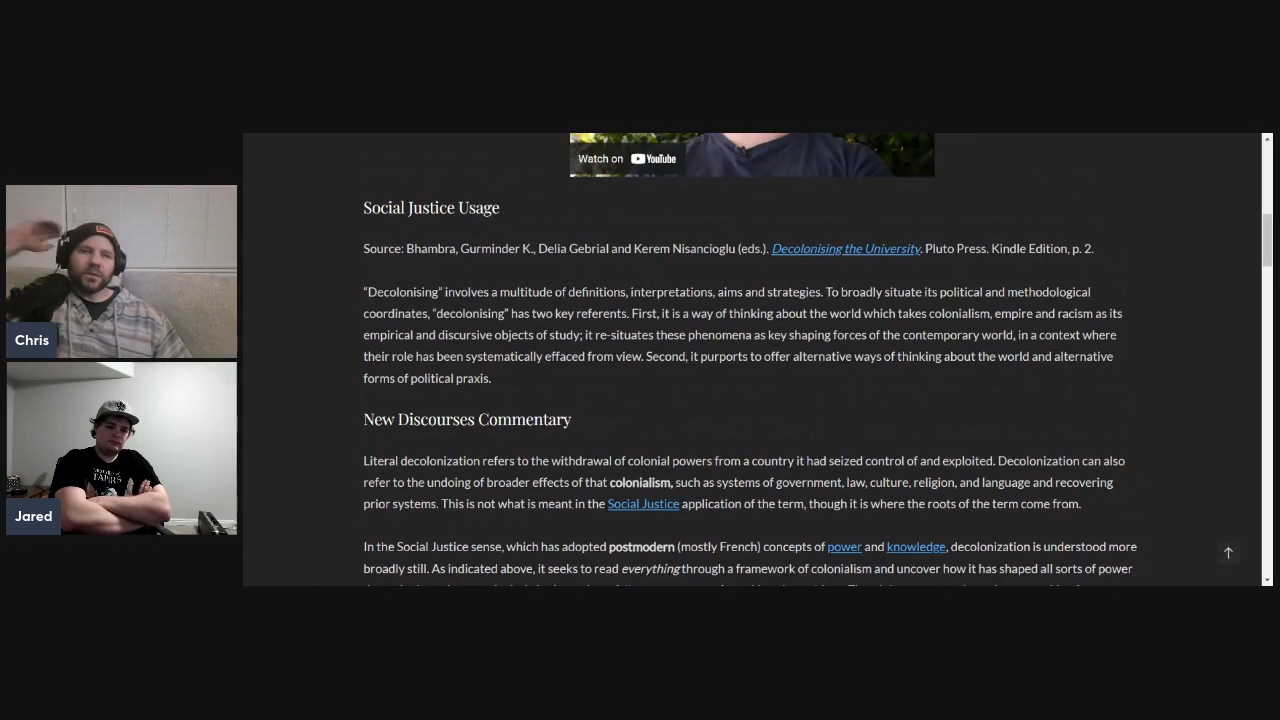 Watch on YouTube
Social Justice Usage
Source: Bhambra, Gurminder K., Delia Gebrial and Kerem Nisancioglu (eds.). Decolonising the University. Pluto Press. Kindle Edition, p. 2.
“Decolonising” involves a multitude of definitions, interpretations, aims and strategies. To broadly situate its political and methodological
coordinates, “decolonising” has two key referents. First, it is a way of thinking about the world which takes colonialism, empire and racism as its
empirical and discursive objects of study; it re-situates these phenomena as key shaping forces of the contemporary world, in a context where
their role has been systematically effaced from view. Second, it purports to offer alternative ways of thinking about the world and alternative
forms of political praxis.
New Discourses Commentary
Literal decolonization refers to the withdrawal of colonial powers from a country it had seized control of and exploited. Decolonization can also
refer to the undoing of broader effects of that colonialism, such as systems of government, law, culture, religion, and language and recovering
prior systems. This is not what is meant in the Social Justice application of the term, though it is where the roots of the term come from.
In the Social Justice sense, which has adopted postmodern (mostly French) concepts of power and knowledge, decolonization is understood more
broadly still. As indicated above, it seeks to read everything through a framework of colonialism and uncover how it has shaped all sorts of power
Chris
Jared